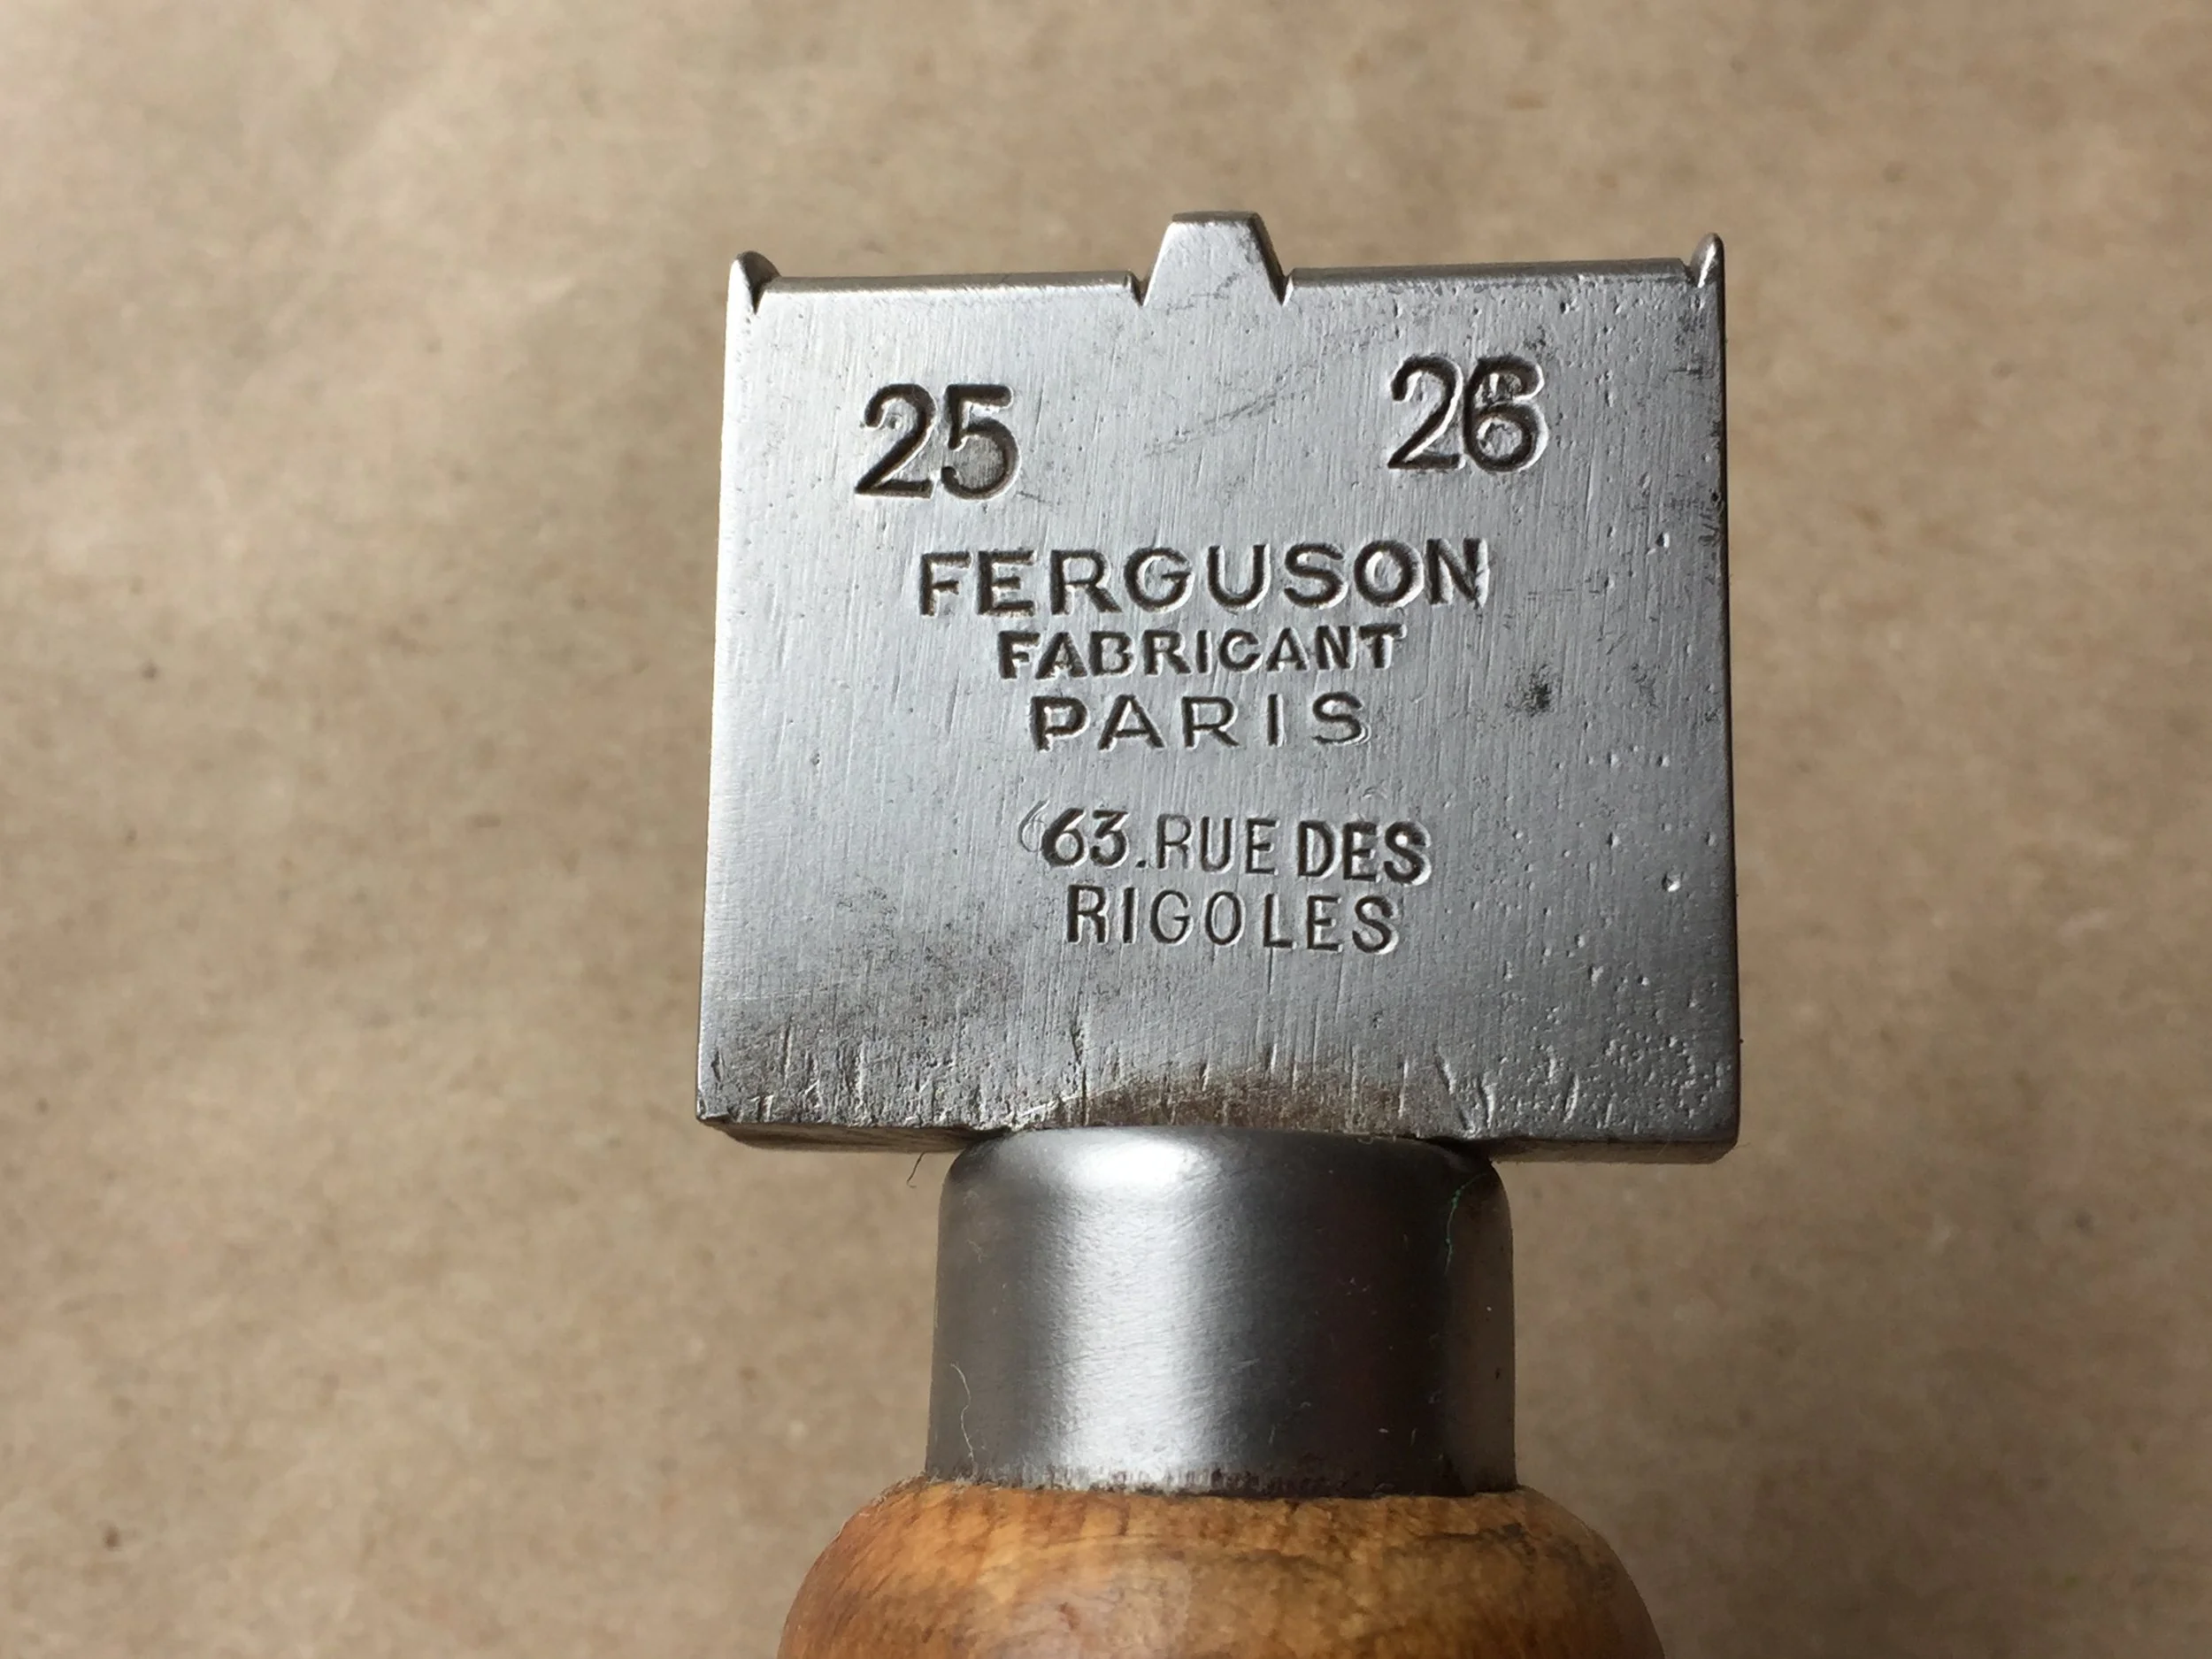 25 26
FERGUSON
FABRICANT
PARIS
63. RUE DES
RIGOLES